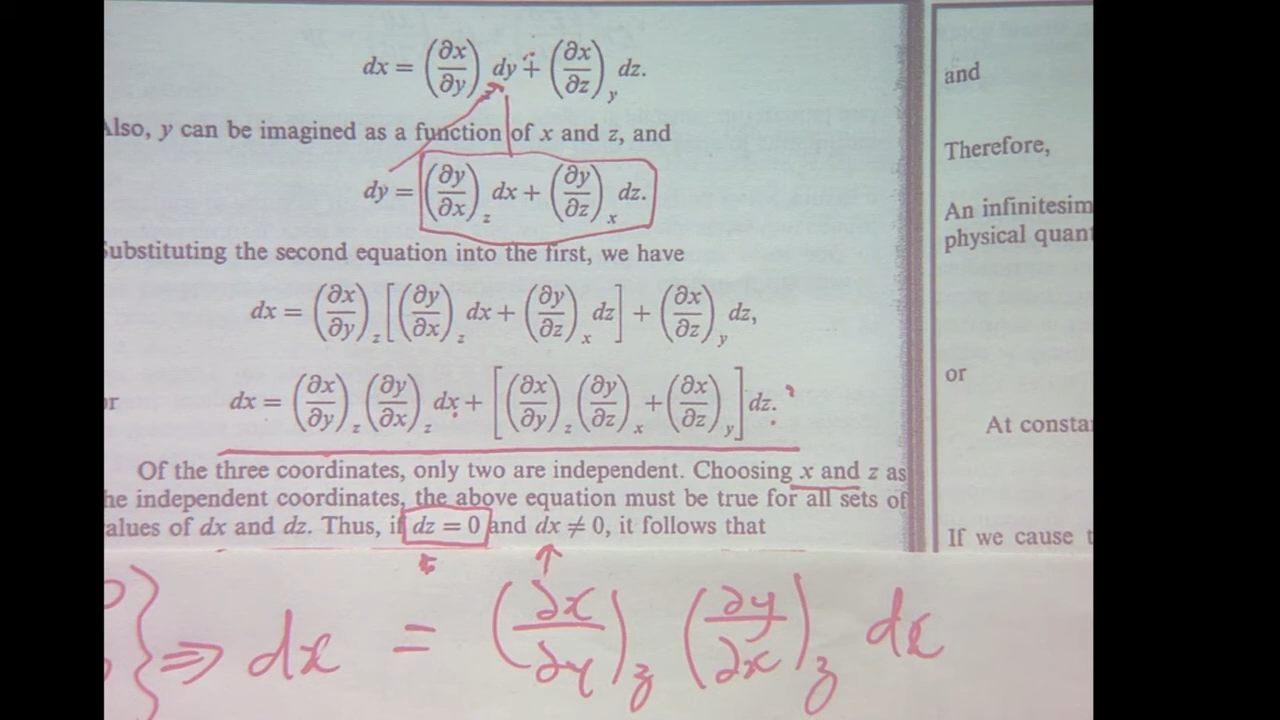 dx = (∂x/∂y)_z dy + (∂x/∂z)_y dz.
Also, y can be imagined as a function of x and z, and
dy = (∂y/∂x)_z dx + (∂y/∂z)_x dz.
Substituting the second equation into the first, we have
dx = (∂x/∂y)_z [(∂y/∂x)_z dx + (∂y/∂z)_x dz] + (∂x/∂z)_y dz,
or dx = (∂x/∂y)_z (∂y/∂x)_z dx + [(∂x/∂y)_z (∂y/∂z)_x + (∂x/∂z)_y] dz.
Of the three coordinates, only two are independent. Choosing x and z as
the independent coordinates, the above equation must be true for all sets of
values of dx and dz. Thus, if dz = 0 and dx ≠ 0, it follows that
} ⇒ dx = (∂x/∂y)_z (∂y/∂x)_z dx
and
Therefore,
An infinitesim
physical quant
or
At consta
If we cause t